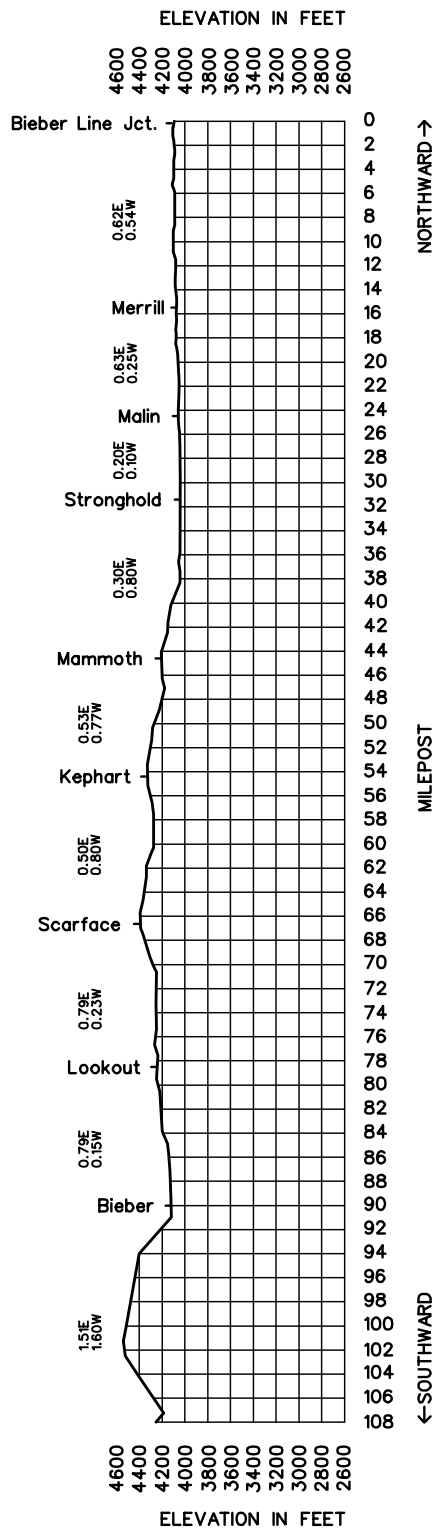 ELEVATION IN FEET
4600 4400 4200 4000 3800 3600 3400 3200 3000 2800 2600
Bieber Line Jct. 0
2
4
6
0.62E 8
0.54W
10
12
14
Merrill 16
18
0.63E 20
0.25W
22
Malin 24
26
0.20E 28
0.10W
30
Stronghold 32
34
36
0.30E 38
0.80W
40
42
Mammoth 44
46
48
0.53E 50
0.77W
52
Kephart 54
56
58
0.50E 60
0.80W
62
64
Scarface 66
68
70
72
0.79E 74
0.23W
76
Lookout 78
80
82
84
0.79E 86
0.15W
88
Bieber 90
92
94
96
98
1.51E 100
1.60W
102
104
106
108
NORTHWARD →
MILEPOST
← SOUTHWARD
4600 4400 4200 4000 3800 3600 3400 3200 3000 2800 2600
ELEVATION IN FEET